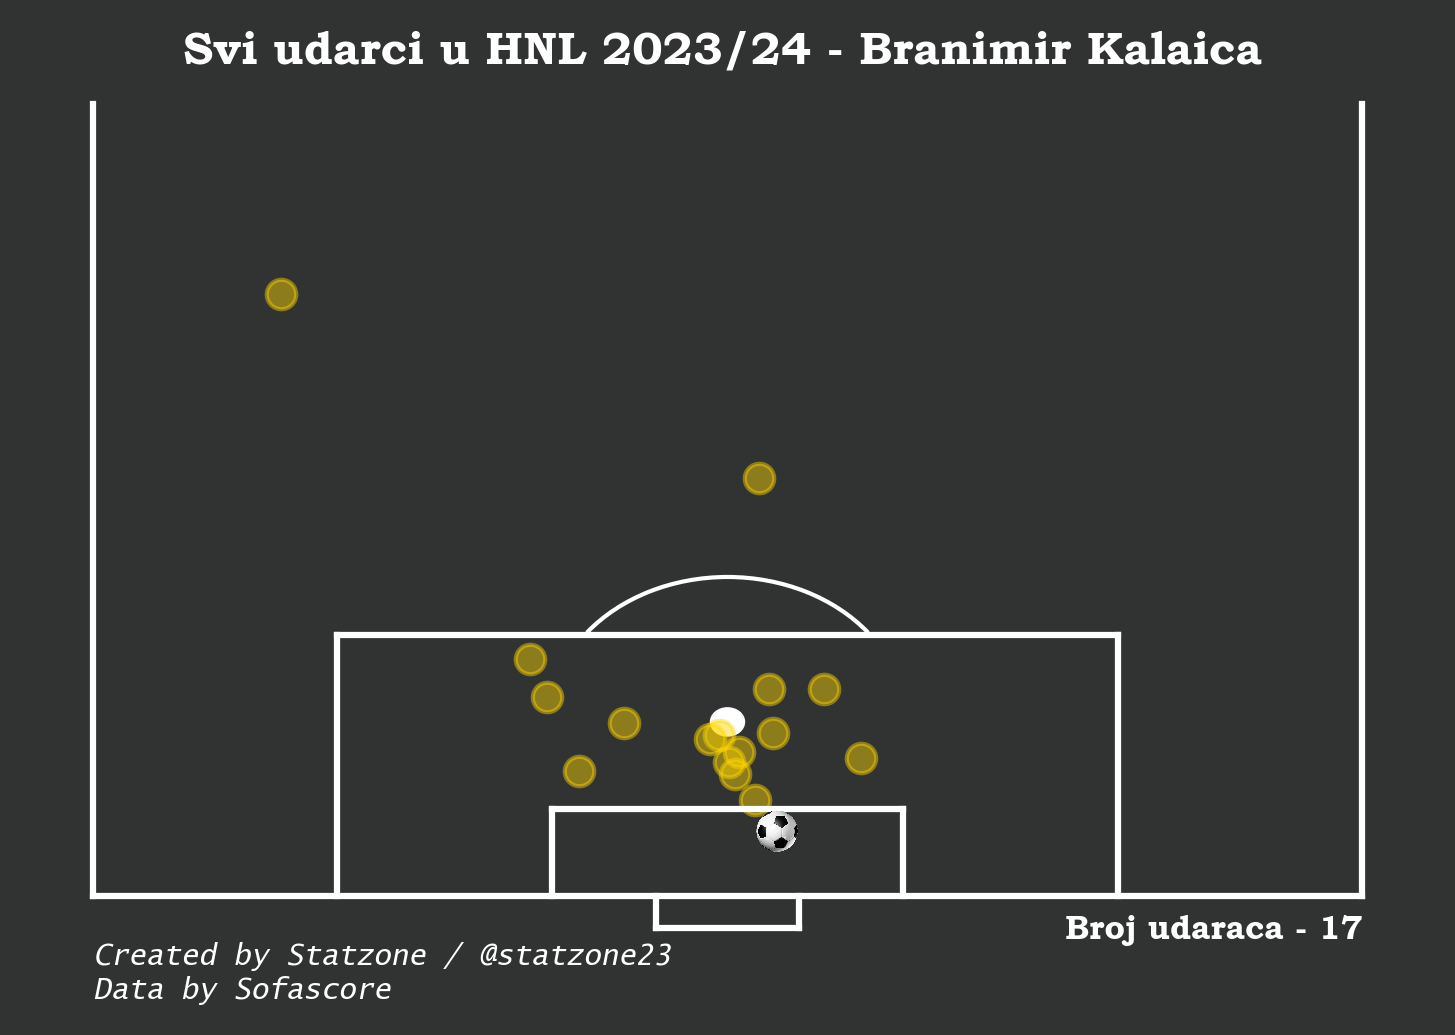 Svi udarci u HNL 2023/24 - Branimir Kalaica
Broj udaraca - 17
Created by Statzone / @statzone23
Data by Sofascore